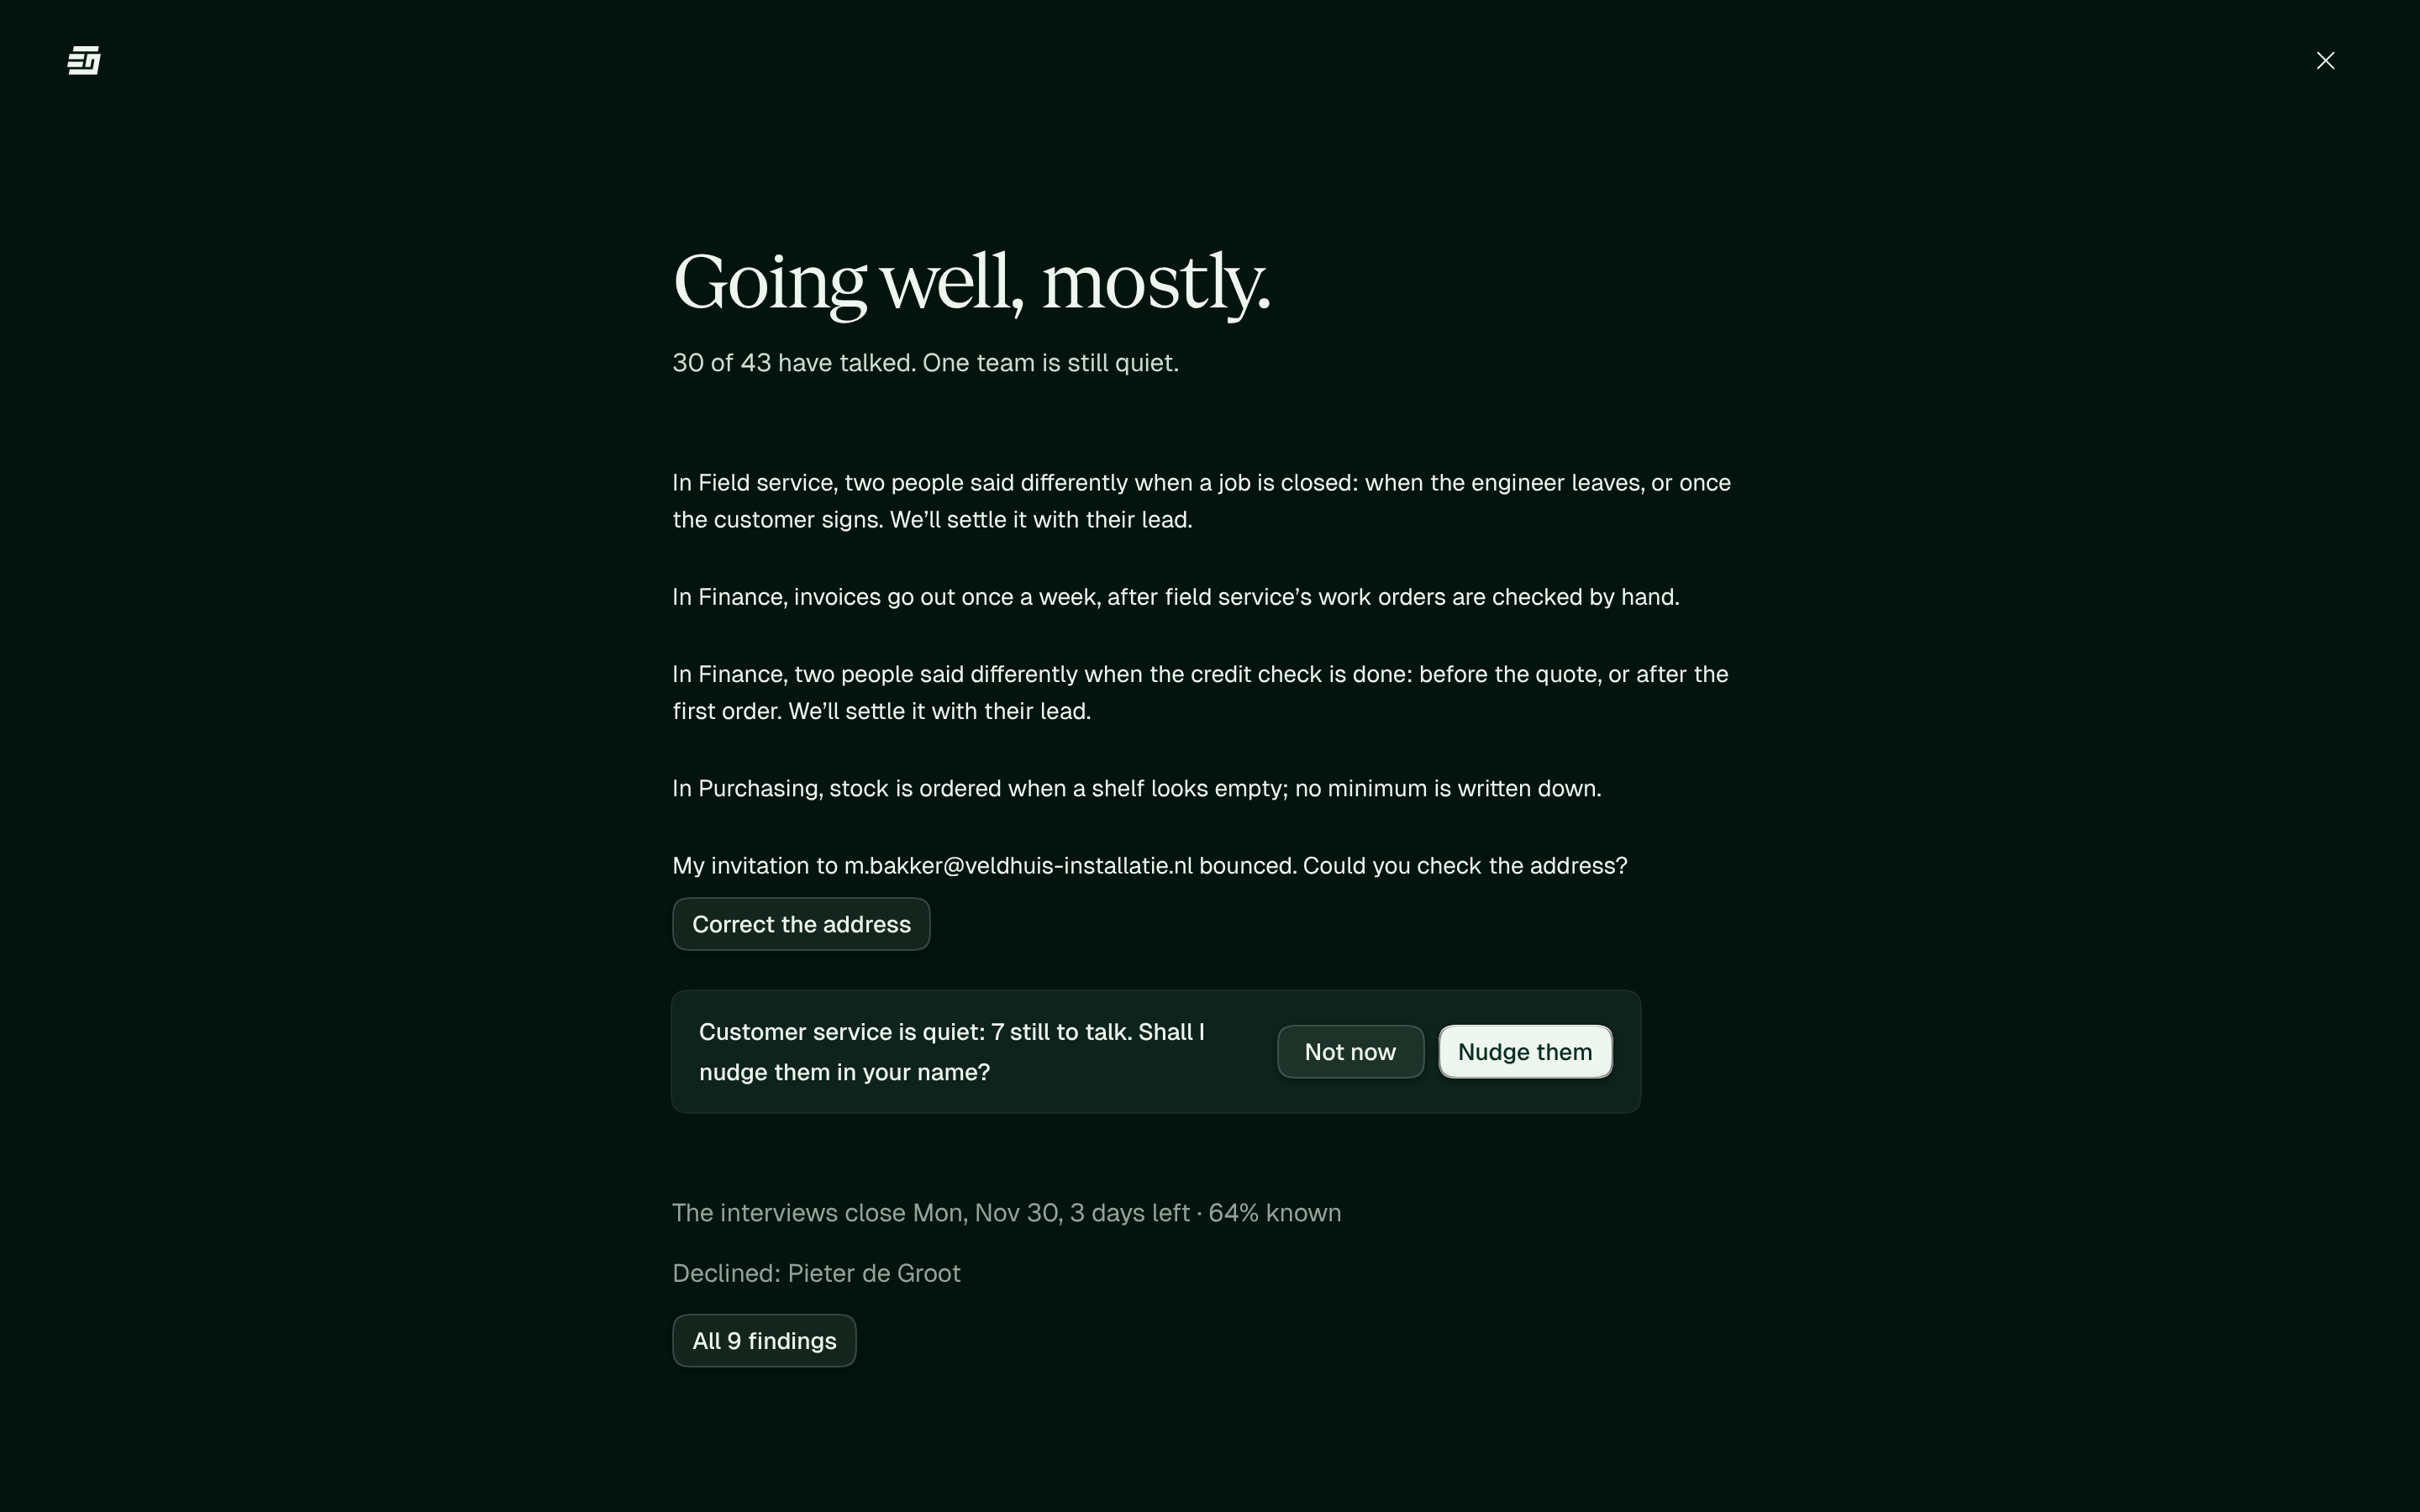 Going well, mostly.
30 of 43 have talked. One team is still quiet.
In Field service, two people said differently when a job is closed: when the engineer leaves, or once
the customer signs. We’ll settle it with their lead.
In Finance, invoices go out once a week, after field service’s work orders are checked by hand.
In Finance, two people said differently when the credit check is done: before the quote, or after the
first order. We’ll settle it with their lead.
In Purchasing, stock is ordered when a shelf looks empty; no minimum is written down.
My invitation to m.bakker@veldhuis-installatie.nl bounced. Could you check the address?
Correct the address
Customer service is quiet: 7 still to talk. Shall I
nudge them in your name?
Not now
Nudge them
The interviews close Mon, Nov 30, 3 days left · 64% known
Declined: Pieter de Groot
All 9 findings